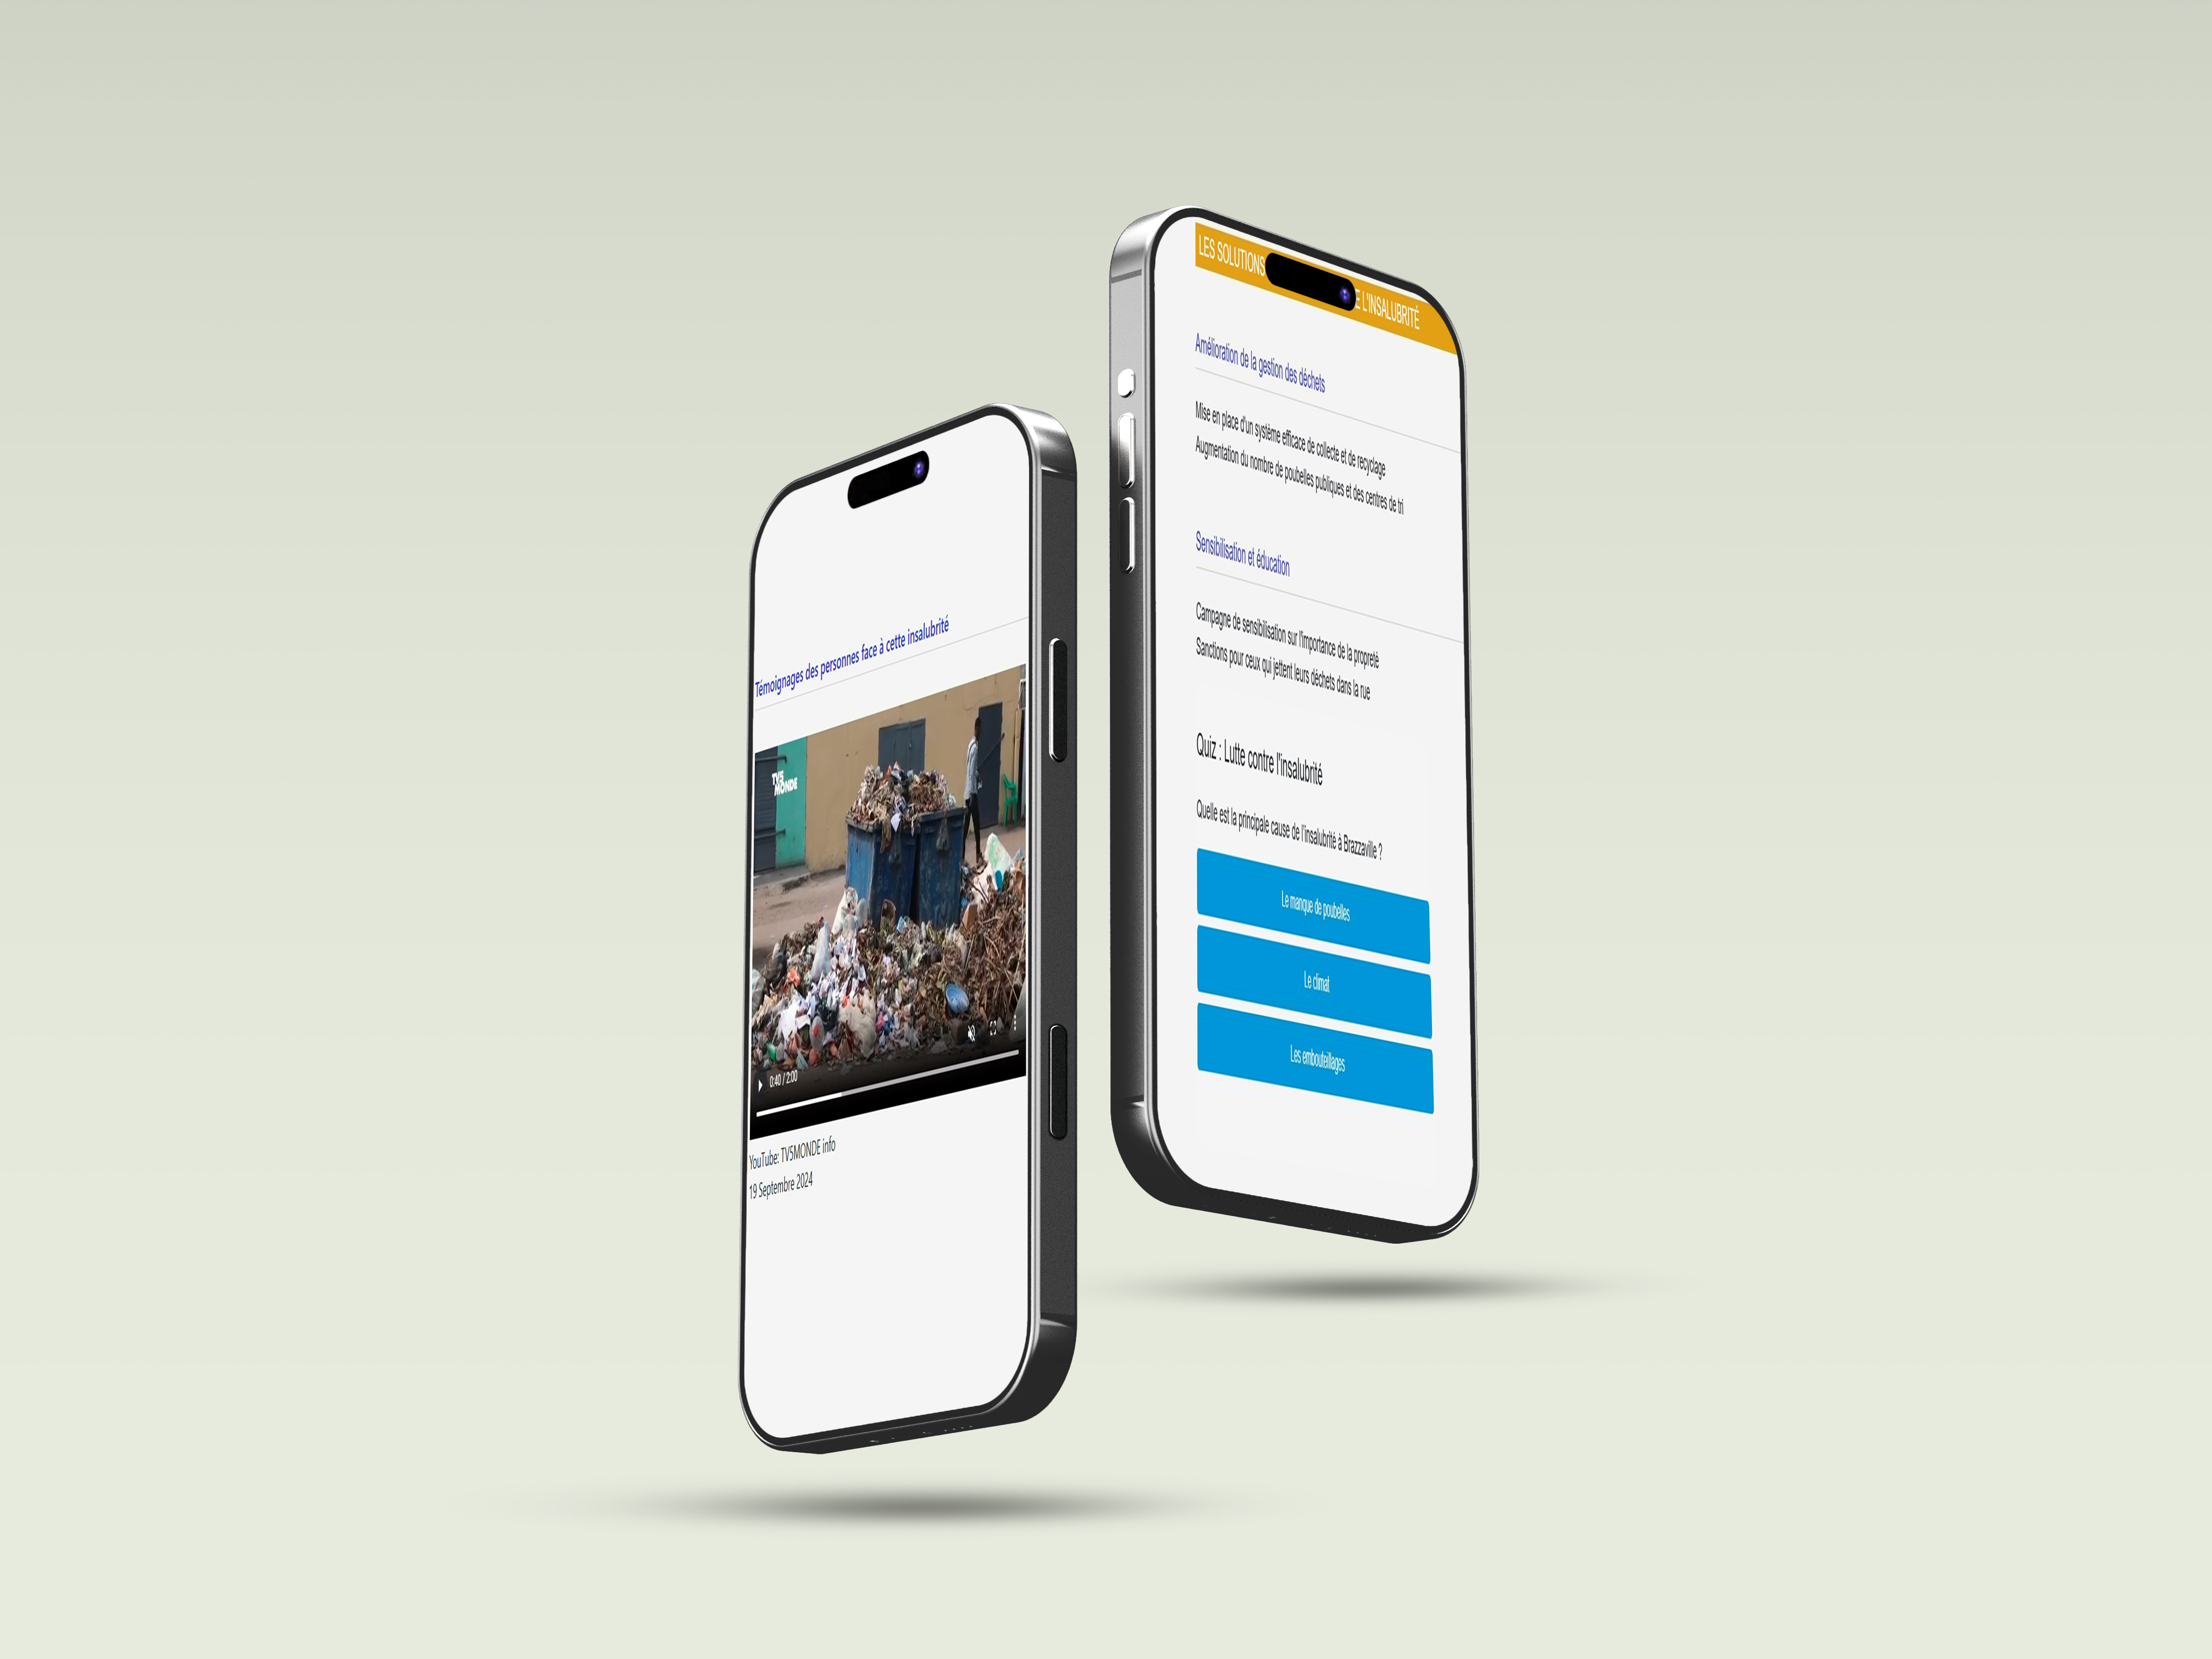 Témoignages des personnes face à cette insalubrité
TV5
MONDE
0:40 / 2:00
YouTube: TV5MONDE info
19 Septembre 2024
LES SOLUTIONS E L'INSALUBRITÉ
Amélioration de la gestion des déchets
Mise en place d'un système efficace de collecte et de recyclage
Augmentation du nombre de poubelles publiques et des centres de tri
Sensibilisation et éducation
Campagne de sensibilisation sur l'importance de la propreté
Sanctions pour ceux qui jettent leurs déchets dans la rue
Quiz : Lutte contre l'insalubrité
Quelle est la principale cause de l'insalubrité à Brazzaville ?
Le manque de poubelles
Le climat
Les embouteillages